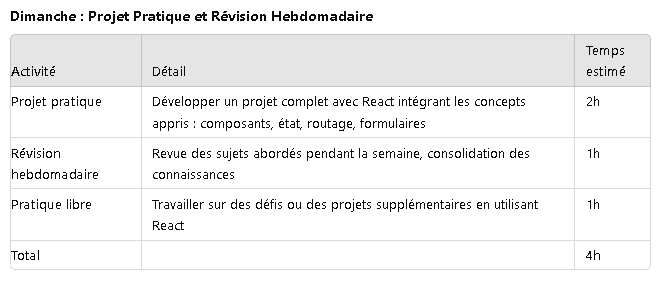 Dimanche : Projet Pratique et Révision Hebdomadaire
Activité Détail Temps estimé
Projet pratique Développer un projet complet avec React intégrant les concepts
appris : composants, état, routage, formulaires 2h
Révision hebdomadaire Revue des sujets abordés pendant la semaine, consolidation des
connaissances 1h
Pratique libre Travailler sur des défis ou des projets supplémentaires en utilisant
React 1h
Total 4h